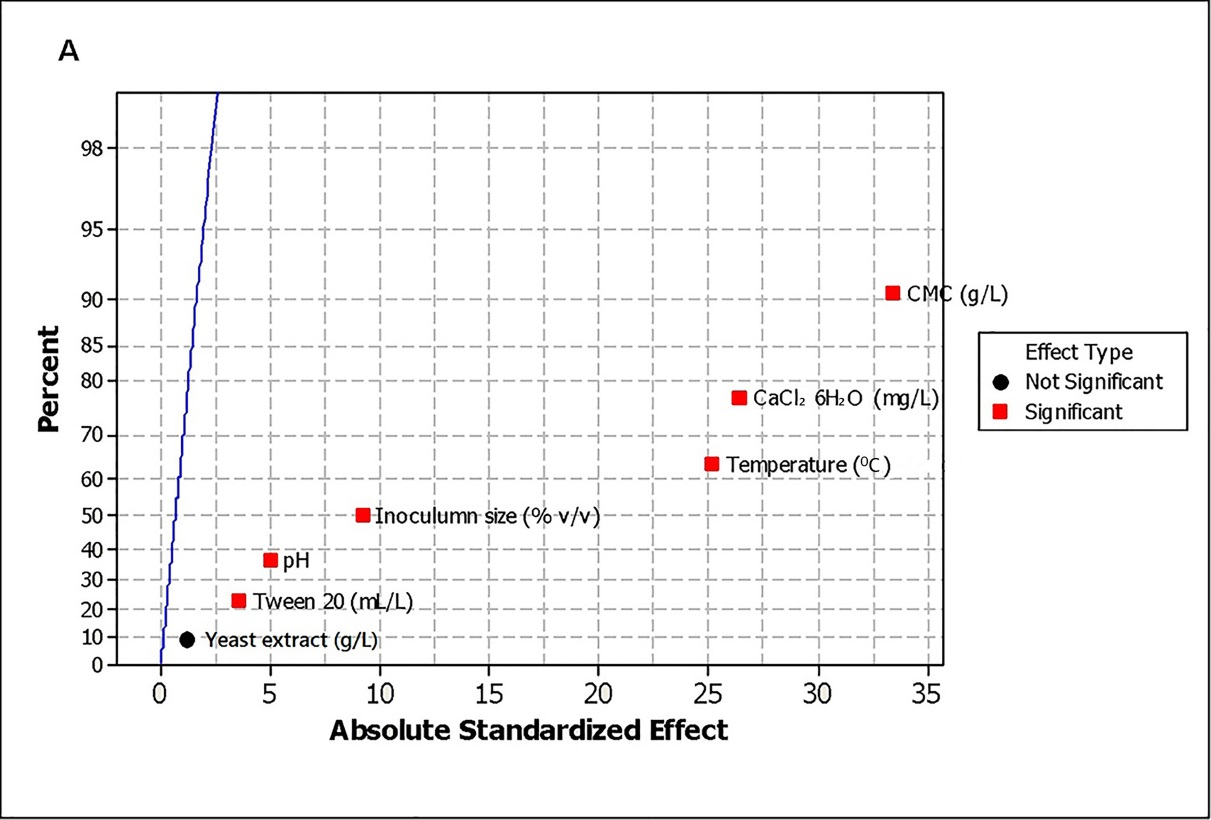 A
98
95
90
85
80
70
60
50
40
30
20
10
0
Percent
CMC (g/L)
CaCl₂ 6H₂O (mg/L)
Temperature (⁰C)
Inoculumn size (% v/v)
pH
Tween 20 (mL/L)
Yeast extract (g/L)
0 5 10 15 20 25 30 35
Absolute Standardized Effect
Effect Type
Not Significant
Significant